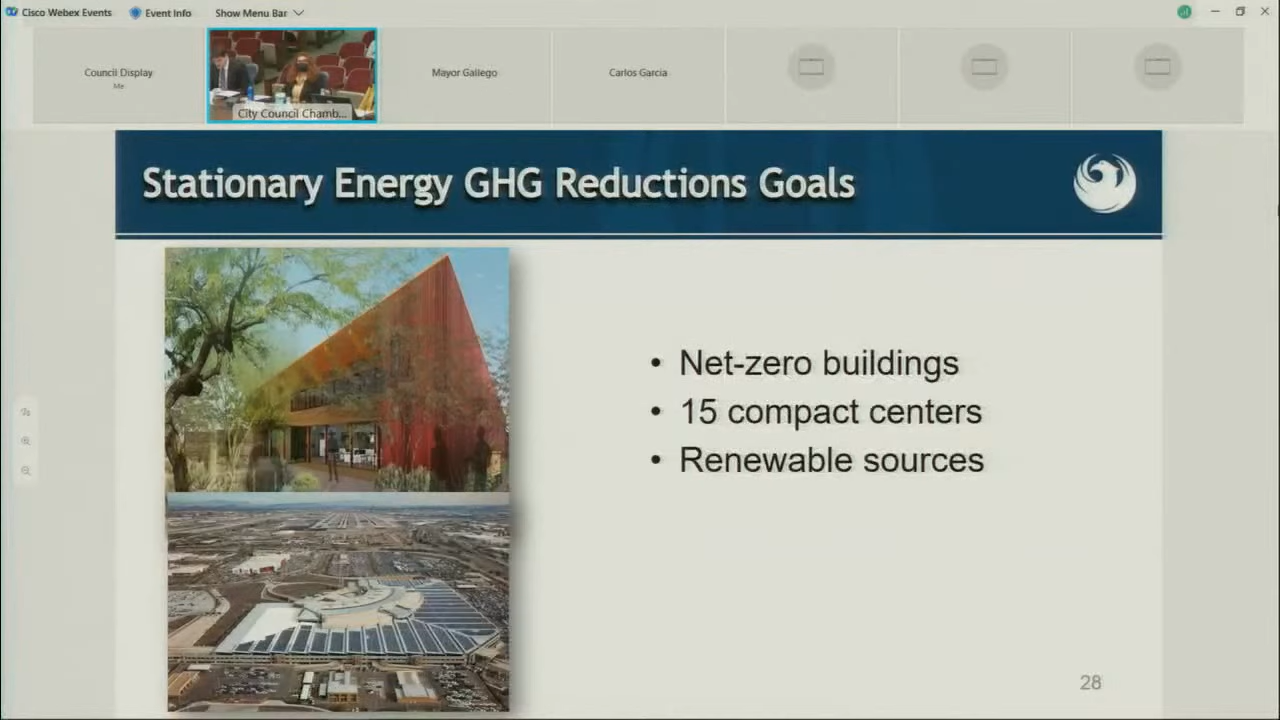 Cisco Webex Events
Event Info
Show Menu Bar
Council Display
Me
City Council Chamb...
Mayor Gallego
Carlos Garcia
Stationary Energy GHG Reductions Goals
• Net-zero buildings
• 15 compact centers
• Renewable sources
28